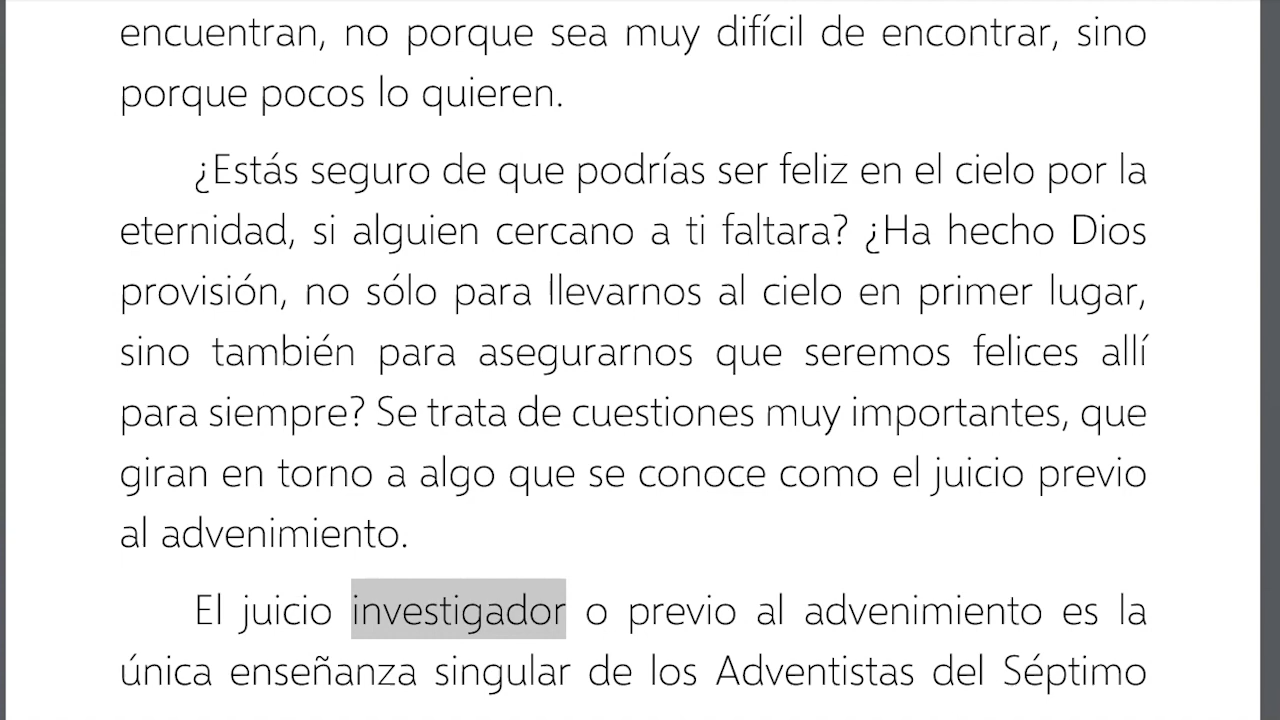 encuentran, no porque sea muy difícil de encontrar, sino
porque pocos lo quieren.
¿Estás seguro de que podrías ser feliz en el cielo por la
eternidad, si alguien cercano a ti faltara? ¿Ha hecho Dios
provisión, no sólo para llevarnos al cielo en primer lugar,
sino también para asegurarnos que seremos felices allí
para siempre? Se trata de cuestiones muy importantes, que
giran en torno a algo que se conoce como el juicio previo
al advenimiento.
El juicio investigador o previo al advenimiento es la
única enseñanza singular de los Adventistas del Séptimo